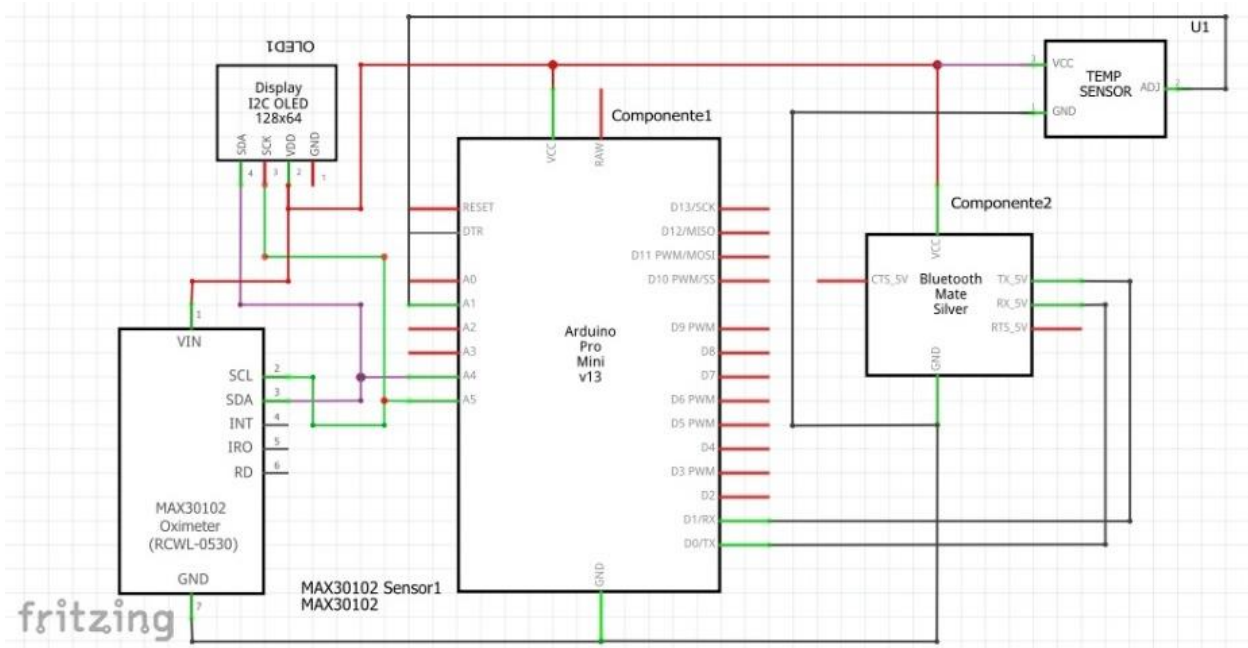 OLED1
Display
I2C OLED
128x64
SDA
SCK
VDD
GND
4
3
2
1
U1
3
VCC
TEMP
SENSOR
ADJ
2
1
GND
Componente1
VCC
RAW
RESET
DTR
A0
A1
A2
A3
A4
A5
Arduino
Pro
Mini
v13
D13/SCK
D12/MISO
D11 PWM/MOSI
D10 PWM/SS
D9 PWM
D8
D7
D6 PWM
D5 PWM
D4
D3 PWM
D2
D1/RX
D0/TX
GND
Componente2
VCC
CTS_5V
Bluetooth
Mate
Silver
TX_5V
RX_5V
RTS_5V
GND
1
VIN
SCL
2
SDA
3
INT
4
IRO
5
RD
6
MAX30102
Oximeter
(RCWL-0530)
GND
7
MAX30102 Sensor1
MAX30102
fritzing